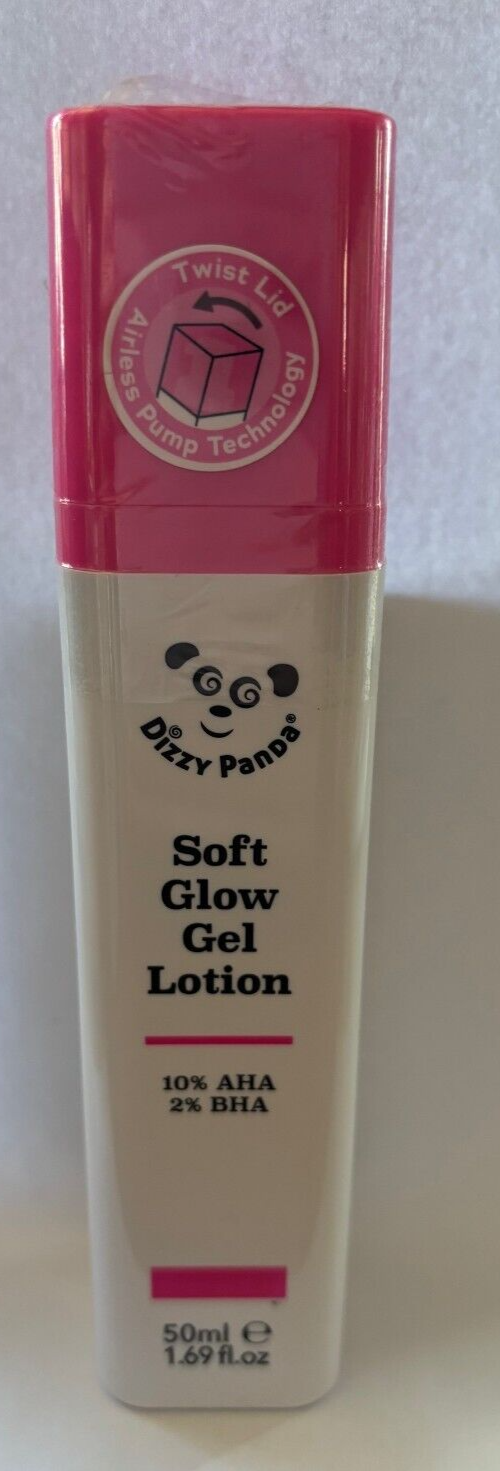 Twist Lid
Airless Pump Technology
Dizzy Panda®
Soft
Glow
Gel
Lotion
10% AHA
2% BHA
50ml ℮
1.69 fl.oz